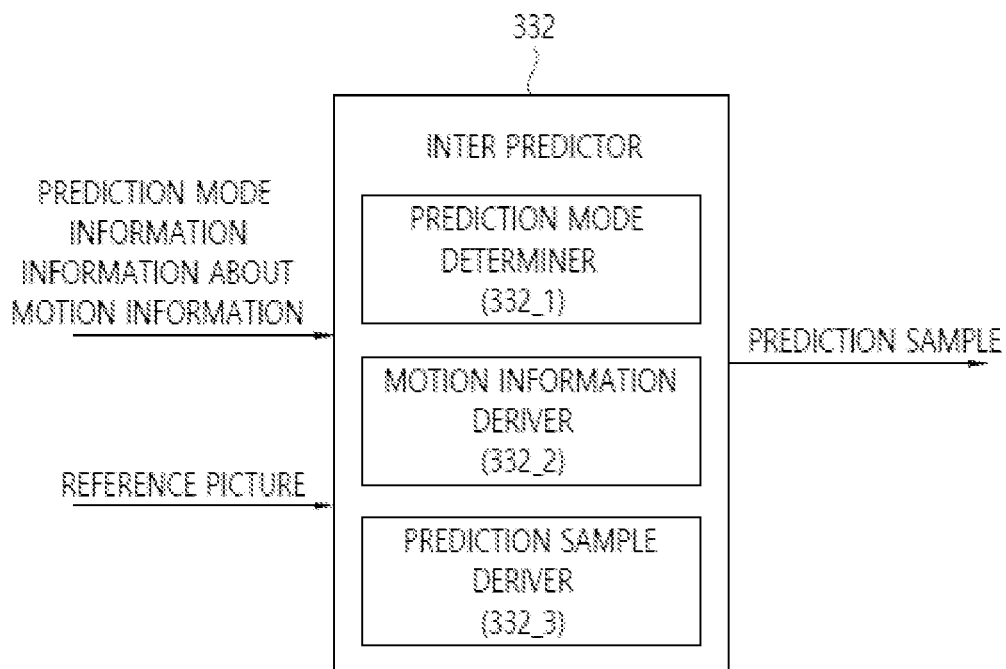 332
INTER PREDICTOR
PREDICTION MODE
INFORMATION
INFORMATION ABOUT
MOTION INFORMATION
REFERENCE PICTURE
PREDICTION MODE
DETERMINER
(332_1)
MOTION INFORMATION
DERIVER
(332_2)
PREDICTION SAMPLE
DERIVER
(332_3)
PREDICTION SAMPLE